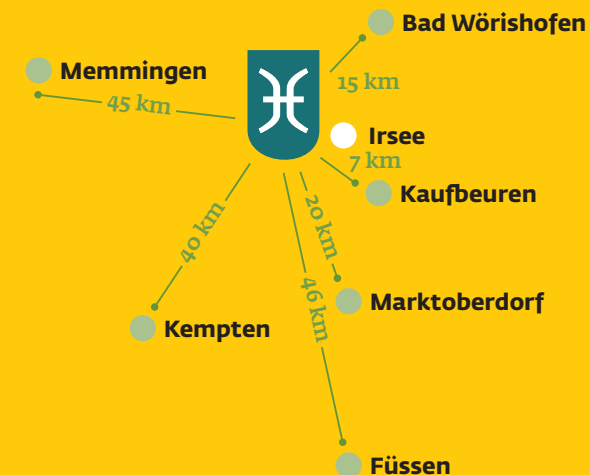 Bad Wörishofen
Memmingen
15 km
45 km
Irsee
7 km
Kaufbeuren
20 km
40 km
46 km
Marktoberdorf
Kempten
Füssen